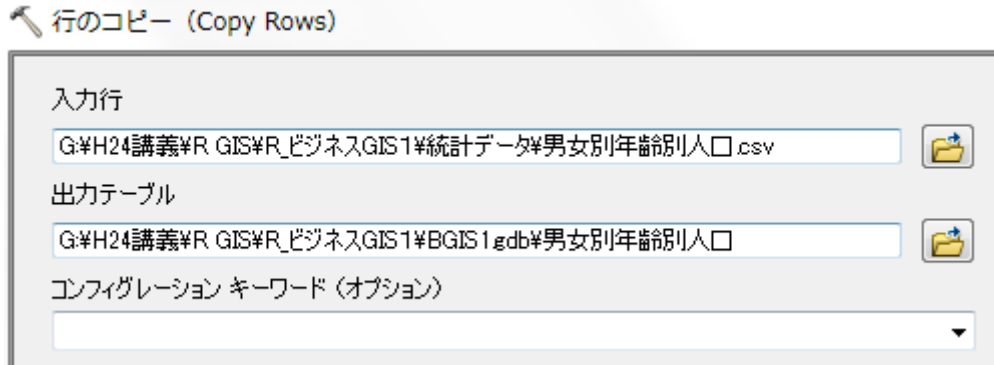 行のコピー (Copy Rows)
入力行
G:¥H24講義¥R GIS¥R_ビジネスGIS1¥統計データ¥男女別年齢別人口.csv
出力テーブル
G:¥H24講義¥R GIS¥R_ビジネスGIS1¥BGIS1.gdb¥男女別年齢別人口
コンフィグレーション キーワード (オプション)